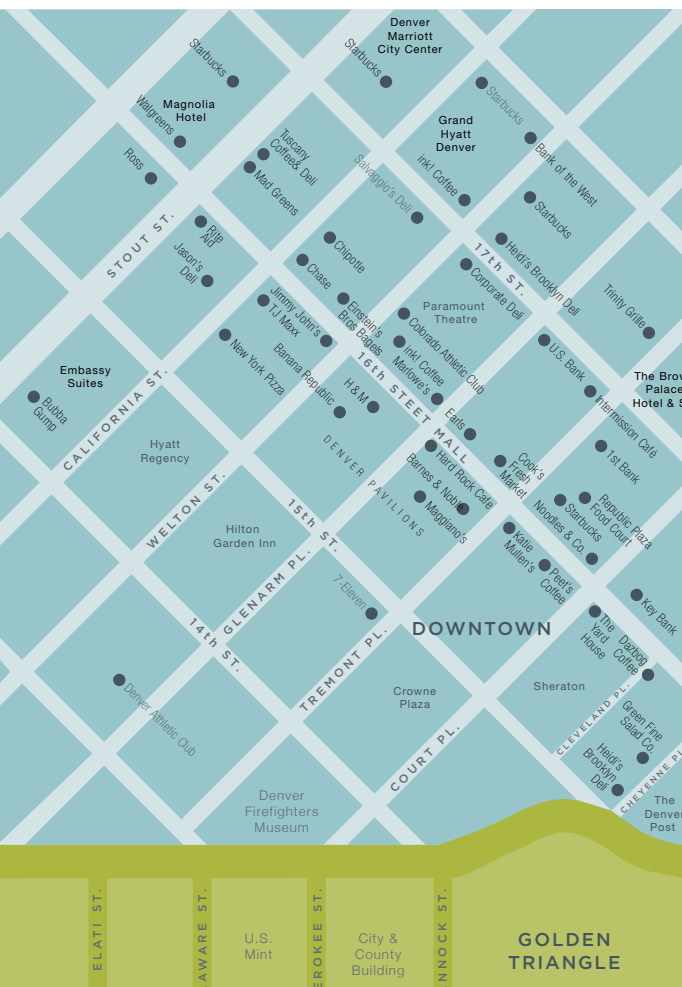 Denver
Marriott
City Center
Starbucks
Starbucks
Starbucks
Walgreens
Magnolia
Hotel
Grand
Hyatt
Denver
Bank of the West
Ross
Tuscany
Coffee& Deli
Mad Greens
Salvaggio's Deli
ink! Coffee
Starbucks
STOUT ST.
Rite
Aid
Jason's
Deli
Chipotle
Chase
17th ST.
Heidi's Brooklyn Deli
Corporate Deli
Trinity Grille
Jimmy John's
TJ Maxx
Einstein's
Bros Bagels
Paramount
Theatre
Colorado Athletic Club
ink! Coffee
Marlowe's
New York Pizza
Banana Republic
H & M
16th STEET MALL
Earls
U.S. Bank
Intermission Café
The Bro
Palace
Hotel & S
Embassy
Suites
Bubba
Gump
CALIFORNIA ST.
Hyatt
Regency
DENVER PAVILIONS
Hard Rock Cafe
Barnes & Noble
Maggiano's
Cook's
Fresh
Market
1st Bank
WELTON ST.
15th ST.
Hilton
Garden Inn
Republic Plaza
Food Court
Starbucks
Noodles & Co.
Katie
Mullen's
Peet's
Coffee
GLENARM PL.
14th ST.
7-Eleven
DOWNTOWN
Key Bank
The
Yard
House
Dazbog
Coffee
TREMONT PL.
Denver Athletic Club
Crowne
Plaza
Sheraton
CLEVELAND PL.
Green Fine
Salad Co.
COURT PL.
Heidi's
Brooklyn
Deli
CHEYENNE PL
The
Denver
Post
Denver
Firefighters
Museum
ELATI ST.
AWARE ST.
U.S.
Mint
EROKEE ST.
City &
County
Building
NNOCK ST.
GOLDEN
TRIANGLE